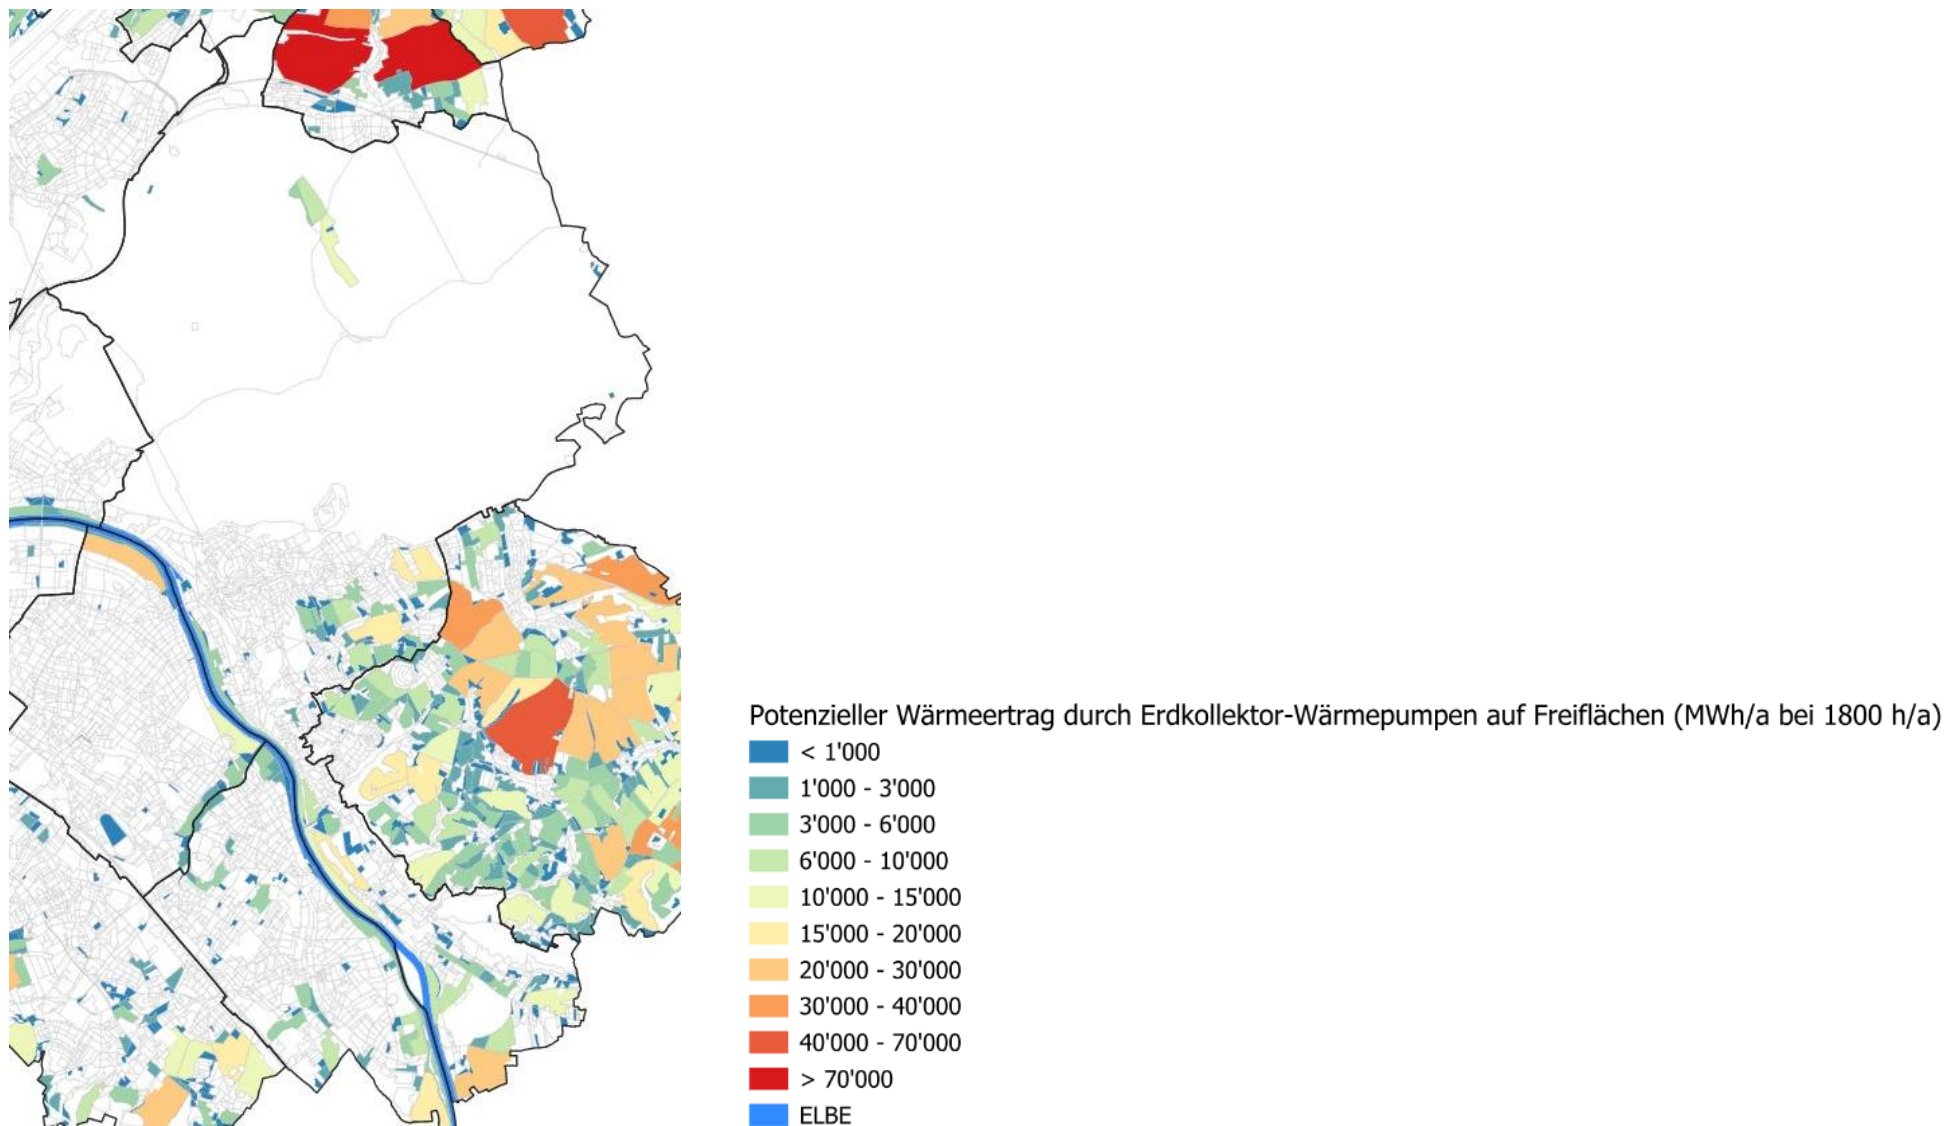 Potenzieller Wärmeertrag durch Erdkollektor-Wärmepumpen auf Freiflächen (MWh/a bei 1800 h/a)
< 1'000
1'000 - 3'000
3'000 - 6'000
6'000 - 10'000
10'000 - 15'000
15'000 - 20'000
20'000 - 30'000
30'000 - 40'000
40'000 - 70'000
> 70'000
ELBE